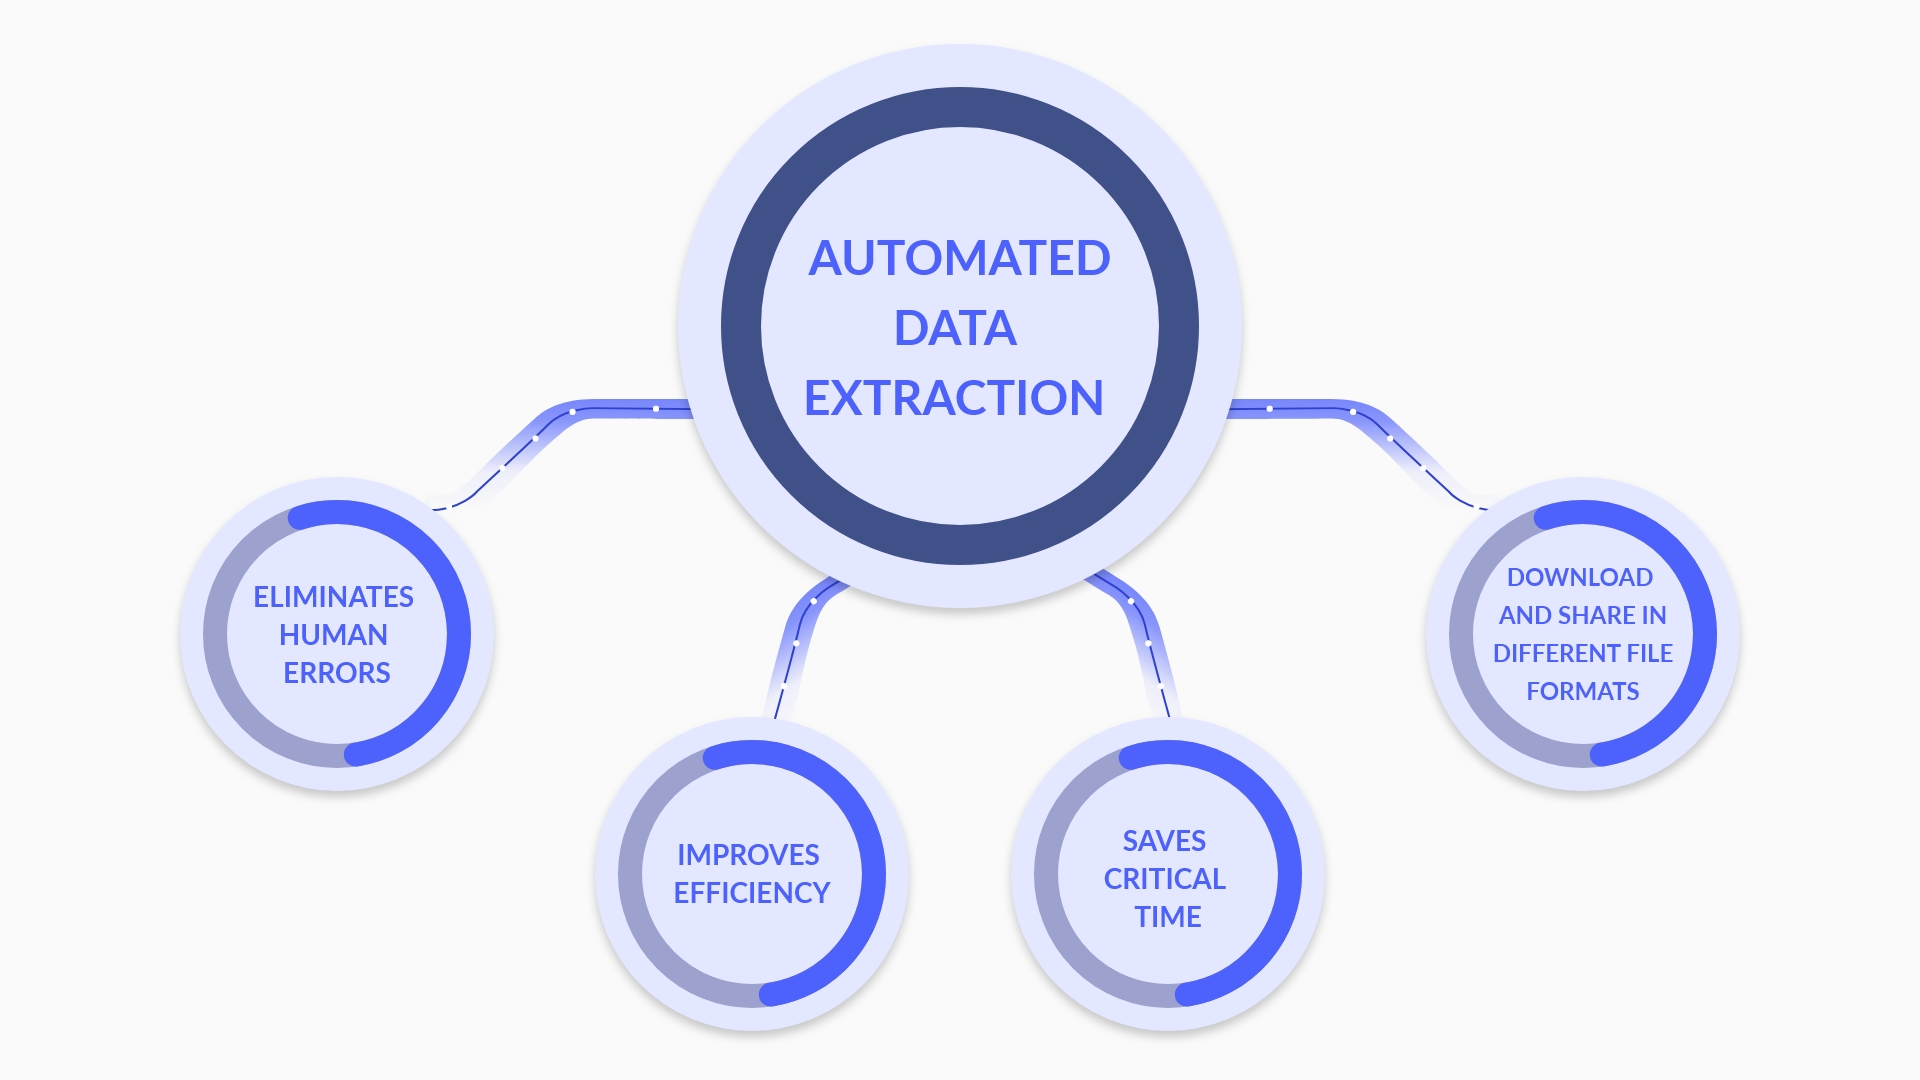 AUTOMATED
DATA
EXTRACTION
ELIMINATES
HUMAN
ERRORS
IMPROVES
EFFICIENCY
SAVES
CRITICAL
TIME
DOWNLOAD
AND SHARE IN
DIFFERENT FILE
FORMATS